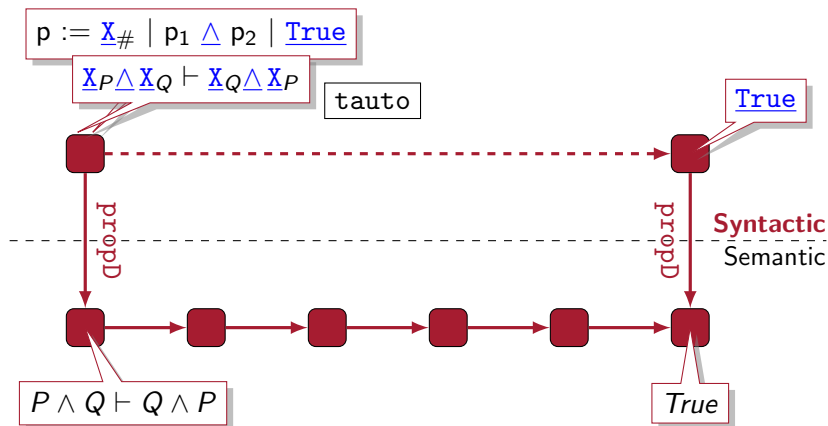 p := X# | p1 ∧ p2 | True
XP ∧ XQ ⊢ XQ ∧ XP
tauto
True
propD
propD
Syntactic
Semantic
P ∧ Q ⊢ Q ∧ P
True